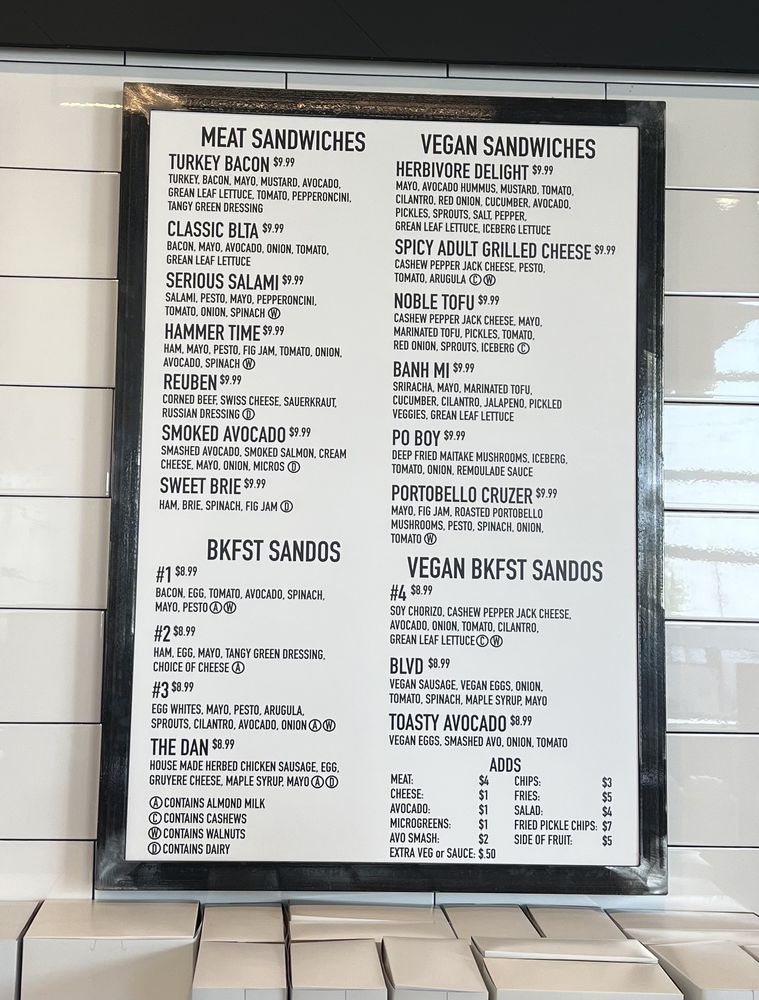 MEAT SANDWICHES
TURKEY BACON $9.99
TURKEY, BACON, MAYO, MUSTARD, AVOCADO,
GREAN LEAF LETTUCE, TOMATO, PEPPERONCINI,
TANGY GREEN DRESSING
CLASSIC BLTA $9.99
BACON, MAYO, AVOCADO, ONION, TOMATO,
GREAN LEAF LETTUCE
SERIOUS SALAMI $9.99
SALAMI, PESTO, MAYO, PEPPERONCINI,
TOMATO, ONION, SPINACH Ⓦ
HAMMER TIME $9.99
HAM, MAYO, PESTO, FIG JAM, TOMATO, ONION,
AVOCADO, SPINACH Ⓦ
REUBEN $9.99
CORNED BEEF, SWISS CHEESE, SAUERKRAUT,
RUSSIAN DRESSING Ⓓ
SMOKED AVOCADO $9.99
SMASHED AVOCADO, SMOKED SALMON, CREAM
CHEESE, MAYO, ONION, MICROS Ⓓ
SWEET BRIE $9.99
HAM, BRIE, SPINACH, FIG JAM Ⓓ
BKFST SANDOS
#1 $8.99
BACON, EGG, TOMATO, AVOCADO, SPINACH,
MAYO, PESTO Ⓐ Ⓦ
#2 $8.99
HAM, EGG, MAYO, TANGY GREEN DRESSING,
CHOICE OF CHEESE Ⓐ
#3 $8.99
EGG WHITES, MAYO, PESTO, ARUGULA,
SPROUTS, CILANTRO, AVOCADO, ONION Ⓐ Ⓦ
THE DAN $8.99
HOUSE MADE HERBED CHICKEN SAUSAGE, EGG,
GRUYERE CHEESE, MAPLE SYRUP, MAYO Ⓐ Ⓓ
Ⓐ CONTAINS ALMOND MILK
Ⓒ CONTAINS CASHEWS
Ⓦ CONTAINS WALNUTS
Ⓓ CONTAINS DAIRY
VEGAN SANDWICHES
HERBIVORE DELIGHT $9.99
MAYO, AVOCADO HUMMUS, MUSTARD, TOMATO,
CILANTRO, RED ONION, CUCUMBER, AVOCADO,
PICKLES, SPROUTS, SALT, PEPPER,
GREAN LEAF LETTUCE, ICEBERG LETTUCE
SPICY ADULT GRILLED CHEESE $9.99
CASHEW PEPPER JACK CHEESE, PESTO,
TOMATO, ARUGULA Ⓒ Ⓦ
NOBLE TOFU $9.99
CASHEW PEPPER JACK CHEESE, MAYO,
MARINATED TOFU, PICKLES, TOMATO,
RED ONION, SPROUTS, ICEBERG Ⓒ
BANH MI $9.99
SRIRACHA, MAYO, MARINATED TOFU,
CUCUMBER, CILANTRO, JALAPENO, PICKLED
VEGGIES, GREAN LEAF LETTUCE
PO BOY $9.99
DEEP FRIED MAITAKE MUSHROOMS, ICEBERG,
TOMATO, ONION, REMOULADE SAUCE
PORTOBELLO CRUZER $9.99
MAYO, FIG JAM, ROASTED PORTOBELLO
MUSHROOMS, PESTO, SPINACH, ONION,
TOMATO Ⓦ
VEGAN BKFST SANDOS
#4 $8.99
SOY CHORIZO, CASHEW PEPPER JACK CHEESE,
AVOCADO, ONION, TOMATO, CILANTRO,
GREAN LEAF LETTUCE Ⓒ Ⓦ
BLVD $8.99
VEGAN SAUSAGE, VEGAN EGGS, ONION,
TOMATO, SPINACH, MAPLE SYRUP, MAYO
TOASTY AVOCADO $8.99
VEGAN EGGS, SMASHED AVO, ONION, TOMATO
ADDS
MEAT: $4 CHIPS: $3
CHEESE: $1 FRIES: $5
AVOCADO: $1 SALAD: $4
MICROGREENS: $1 FRIED PICKLE CHIPS: $7
AVO SMASH: $2 SIDE OF FRUIT: $5
EXTRA VEG or SAUCE: $.50